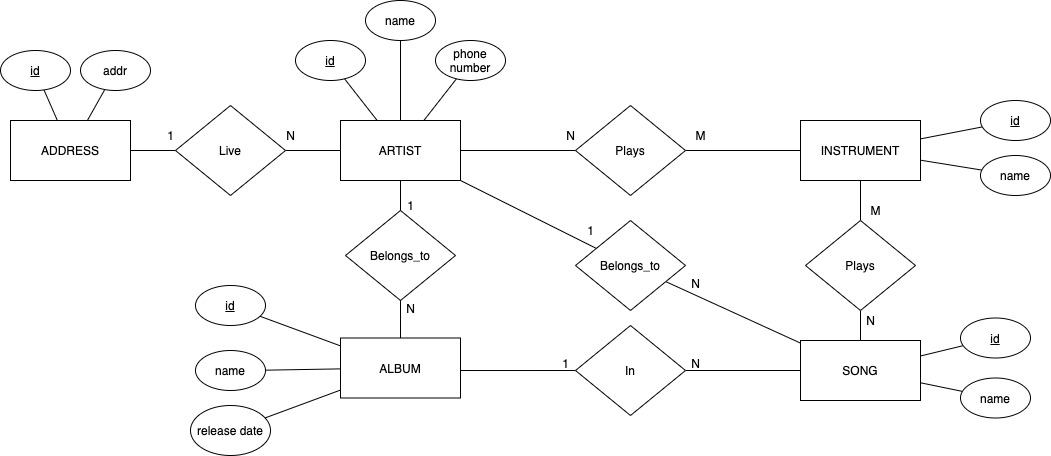 name
id
phone
number
id
addr
id
1
N
N
M
ADDRESS
Live
ARTIST
Plays
INSTRUMENT
name
1
M
1
Belongs_to
Belongs_to
Plays
N
id
N
N
id
1
N
name
ALBUM
In
SONG
name
release date